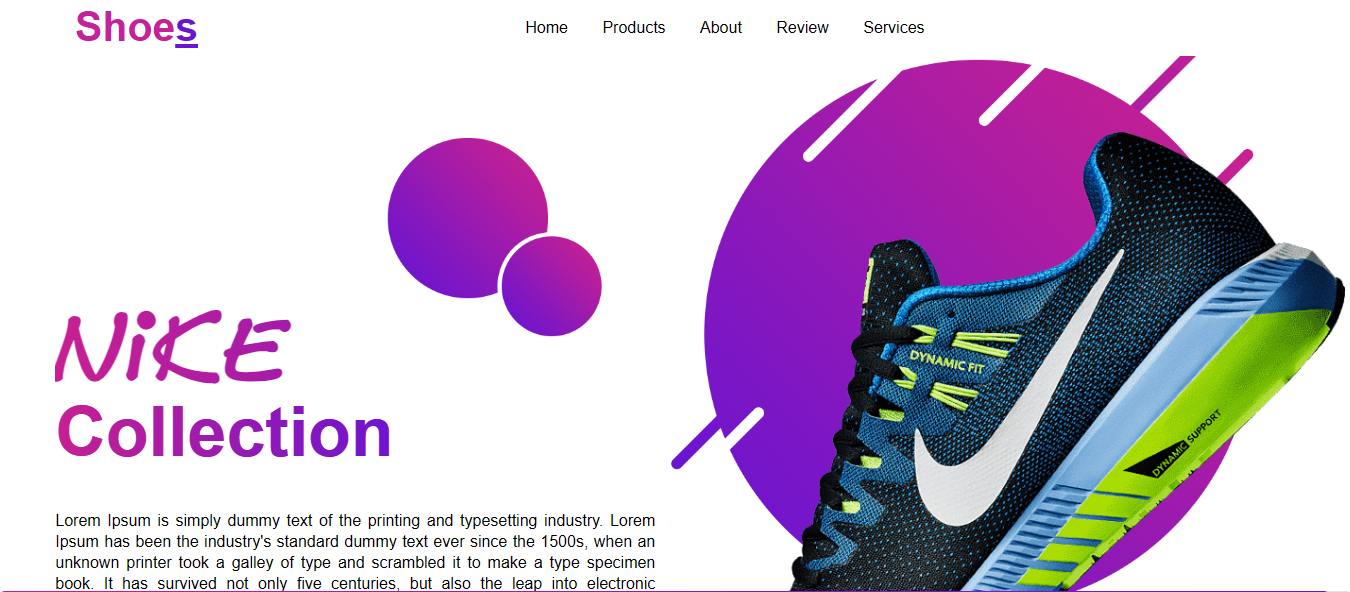 Shoes
Home Products About Review Services
NiKE
Collection
DYNAMIC FIT
DYNAMIC SUPPORT
Lorem Ipsum is simply dummy text of the printing and typesetting industry. Lorem
Ipsum has been the industry's standard dummy text ever since the 1500s, when an
unknown printer took a galley of type and scrambled it to make a type specimen
book. It has survived not only five centuries, but also the leap into electronic